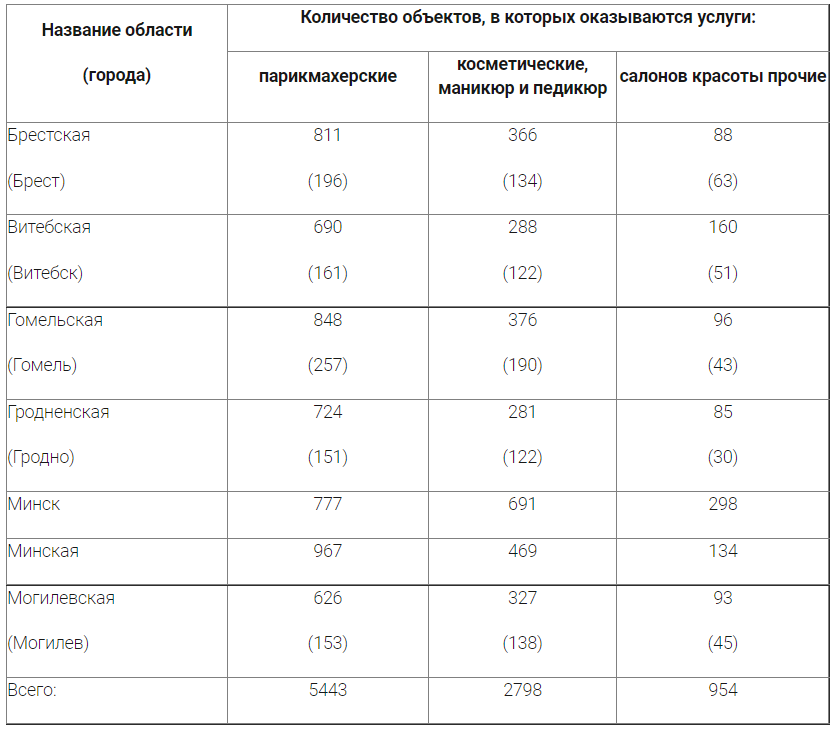 Название области
(города)
Количество объектов, в которых оказываются услуги:
парикмахерские
косметические,
маникюр и педикюр
салонов красоты прочие
Брестская 811 366 88
(Брест) (196) (134) (63)
Витебская 690 288 160
(Витебск) (161) (122) (51)
Гомельская 848 376 96
(Гомель) (257) (190) (43)
Гродненская 724 281 85
(Гродно) (151) (122) (30)
Минск 777 691 298
Минская 967 469 134
Могилевская 626 327 93
(Могилев) (153) (138) (45)
Всего: 5443 2798 954